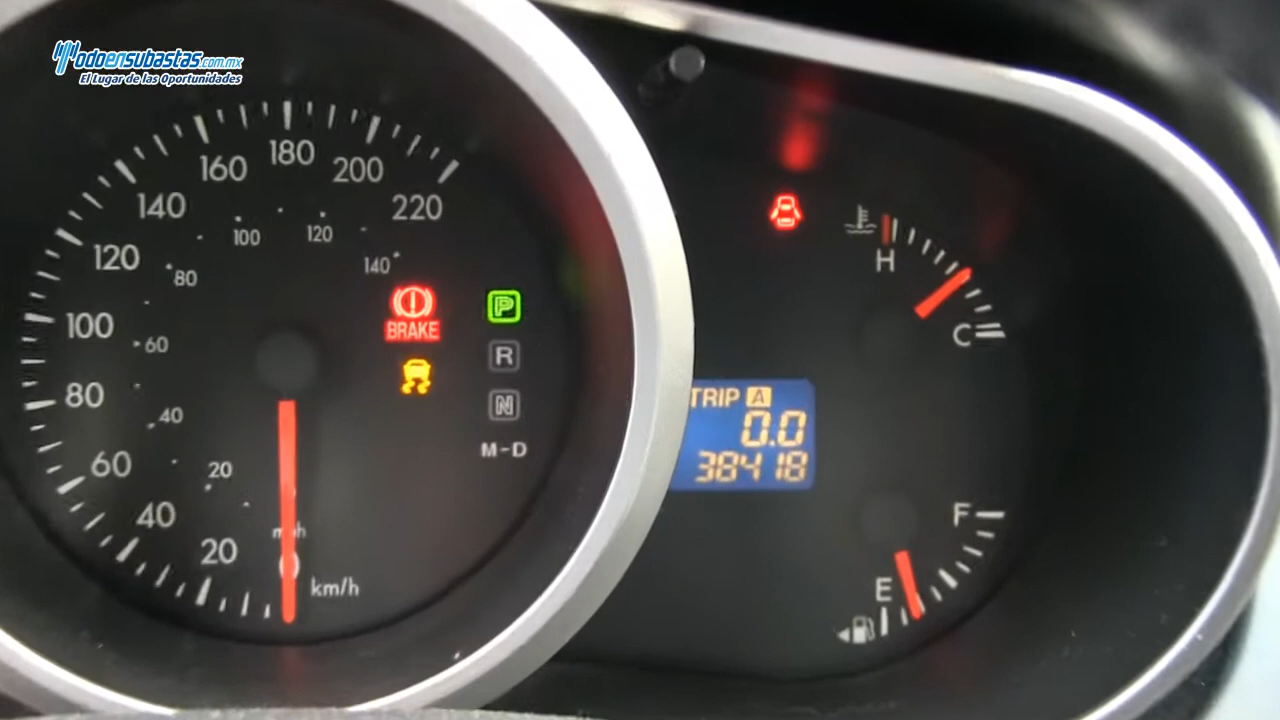 todoensubastas.com.mx
El Lugar de las Oportunidades
180
160
200
140
220
120
100
120
80
140
100
60
80
40
60
20
40
20
mph
0
km/h
BRAKE
P
R
N
M-D
H
C
TRIP A
0.0
38418
F
E